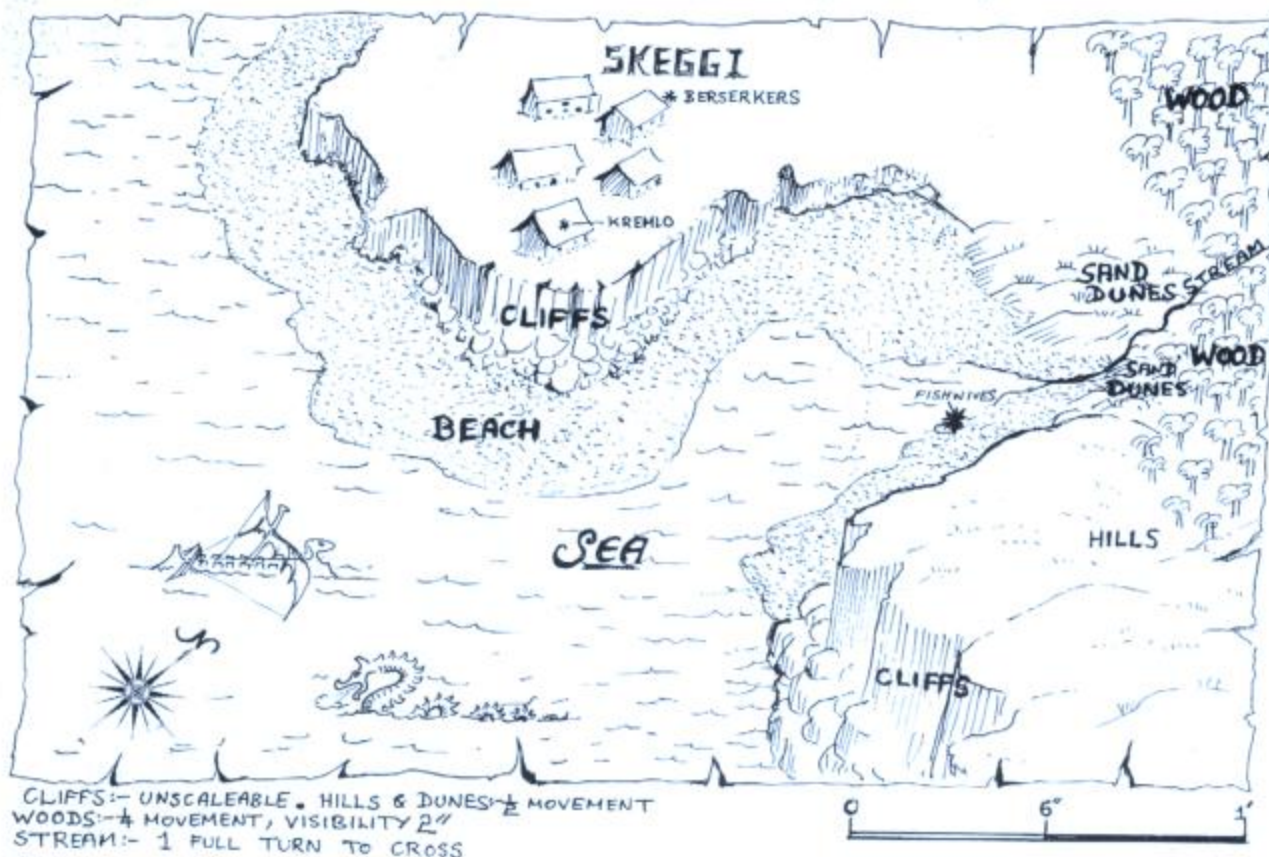 SKEGGI
* BERSERKERS
WOOD
KREMLO
SAND
DUNES
STREAM
CLIFFS
WOOD
SAND
DUNES
FISHWIVES
BEACH
SEA
HILLS
N
CLIFFS
CLIFFS:- UNSCALEABLE. HILLS & DUNES:- ½ MOVEMENT
WOODS:- ¼ MOVEMENT, VISIBILITY 2"
STREAM:- 1 FULL TURN TO CROSS
0 6" 1'